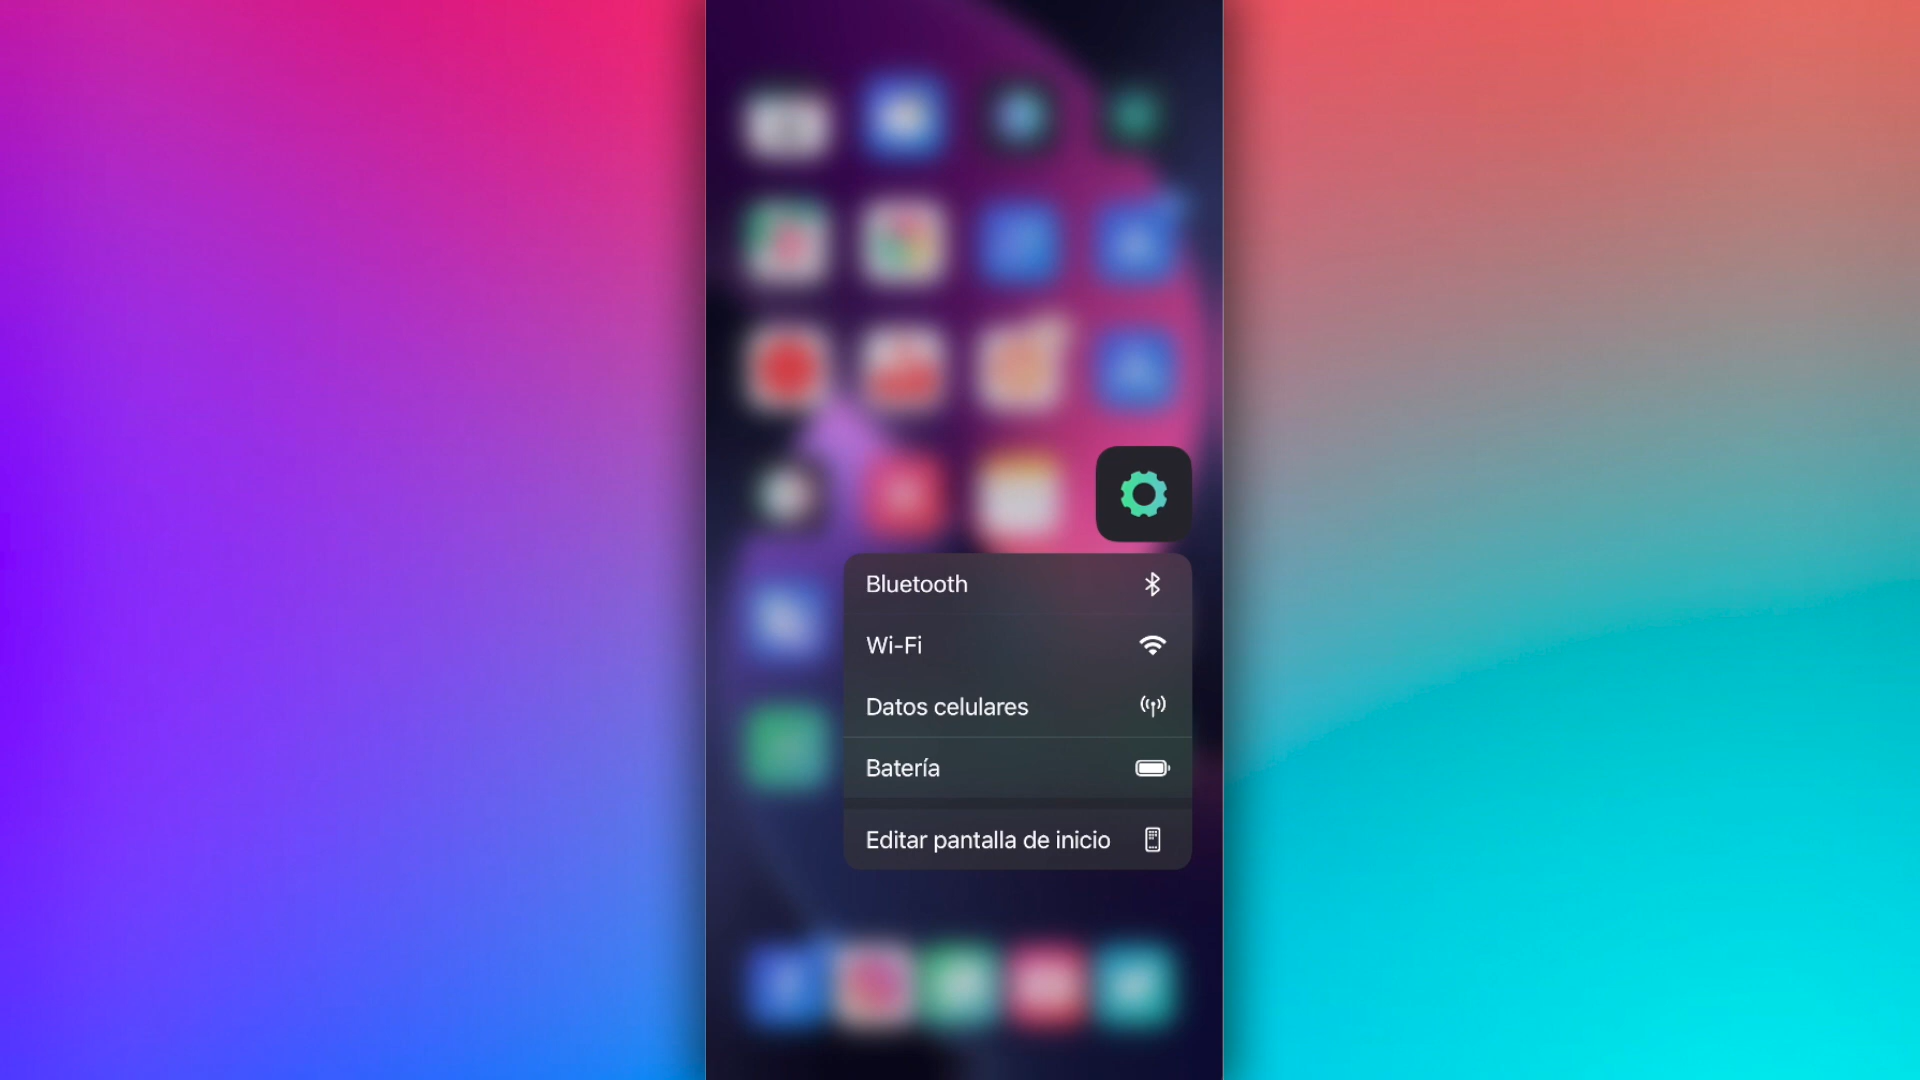 Bluetooth
Wi-Fi
Datos celulares
Batería
Editar pantalla de inicio